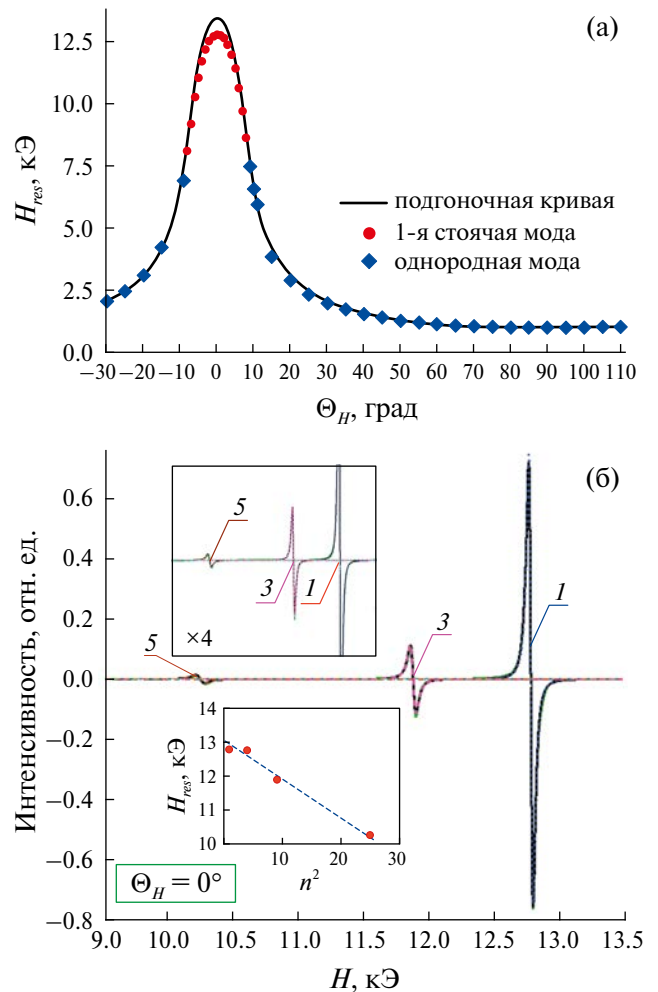 (а)
12.5
10.0
7.5
5.0
2.5
0.0
H_res, кЭ
подгоночная кривая
1-я стоячая мода
однородная мода
−30 −20 −10 0 10 20 30 40 50 60 70 80 90 100 110
Θ_H, град
(б)
0.6
0.4
0.2
0.0
−0.2
−0.4
−0.6
−0.8
Интенсивность, отн. ед.
5
3
1
×4
5
3
1
14
13
12
11
10
H_res, кЭ
0 10 20 30
n²
Θ_H = 0°
9.0 10.0 10.5 11.0 11.5 12.0 12.5 13.0 13.5
H, кЭ